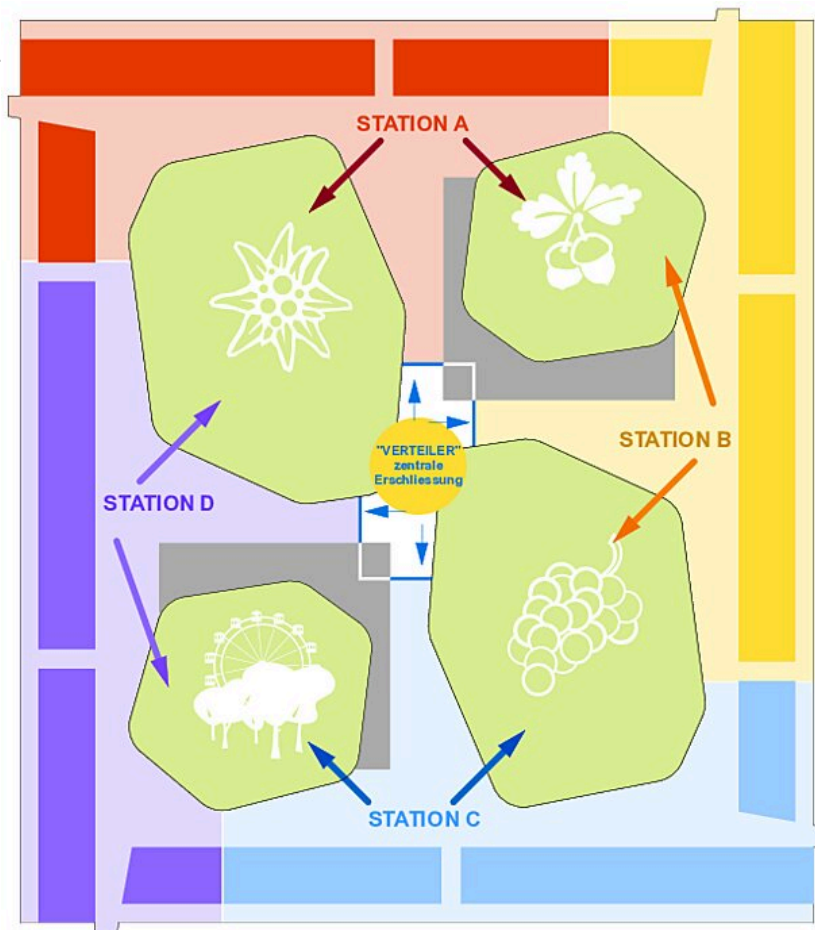 STATION A
STATION B
"VERTEILER"
zentrale
Erschliessung
STATION D
STATION C